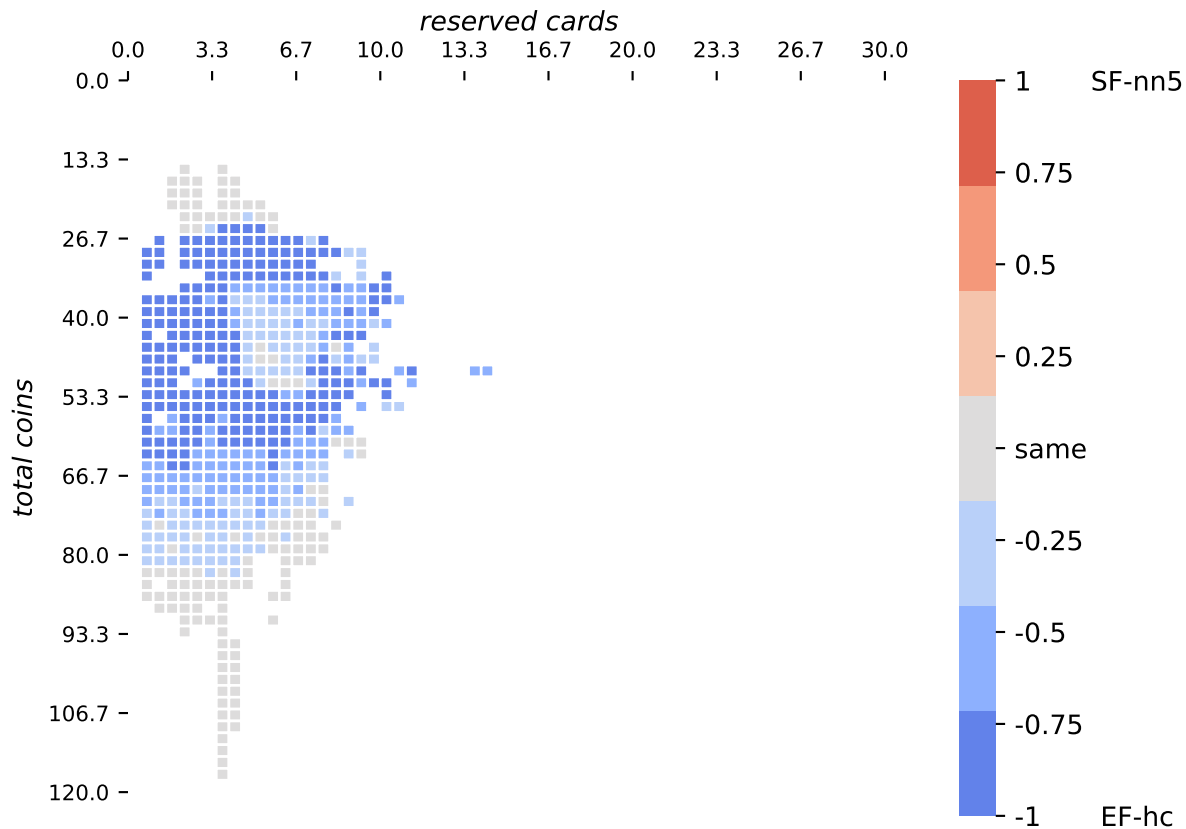 reserved cards
0.0 3.3 6.7 10.0 13.3 16.7 20.0 23.3 26.7 30.0
0.0
13.3
26.7
40.0
53.3
66.7
80.0
93.3
106.7
120.0
total coins
1 SF-nn5
0.75
0.5
0.25
same
-0.25
-0.5
-0.75
-1 EF-hc